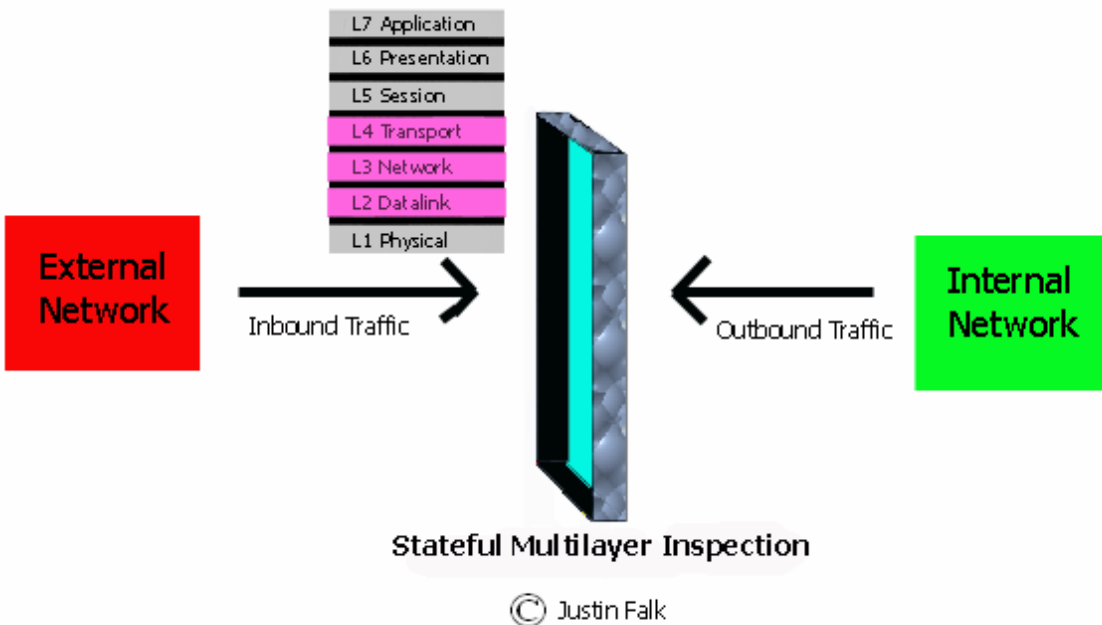 L7 Application
L6 Presentation
L5 Session
L4 Transport
L3 Network
L2 Datalink
L1 Physical
External
Network
Inbound Traffic
Internal
Network
Outbound Traffic
Stateful Multilayer Inspection
© Justin Falk